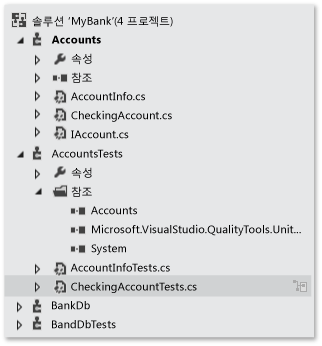 솔루션 'MyBank'(4 프로젝트)
Accounts
속성
참조
AccountInfo.cs
CheckingAccount.cs
IAccount.cs
AccountsTests
속성
참조
Accounts
Microsoft.VisualStudio.QualityTools.Unit...
System
AccountInfoTests.cs
CheckingAccountTests.cs
BankDb
BandDbTests